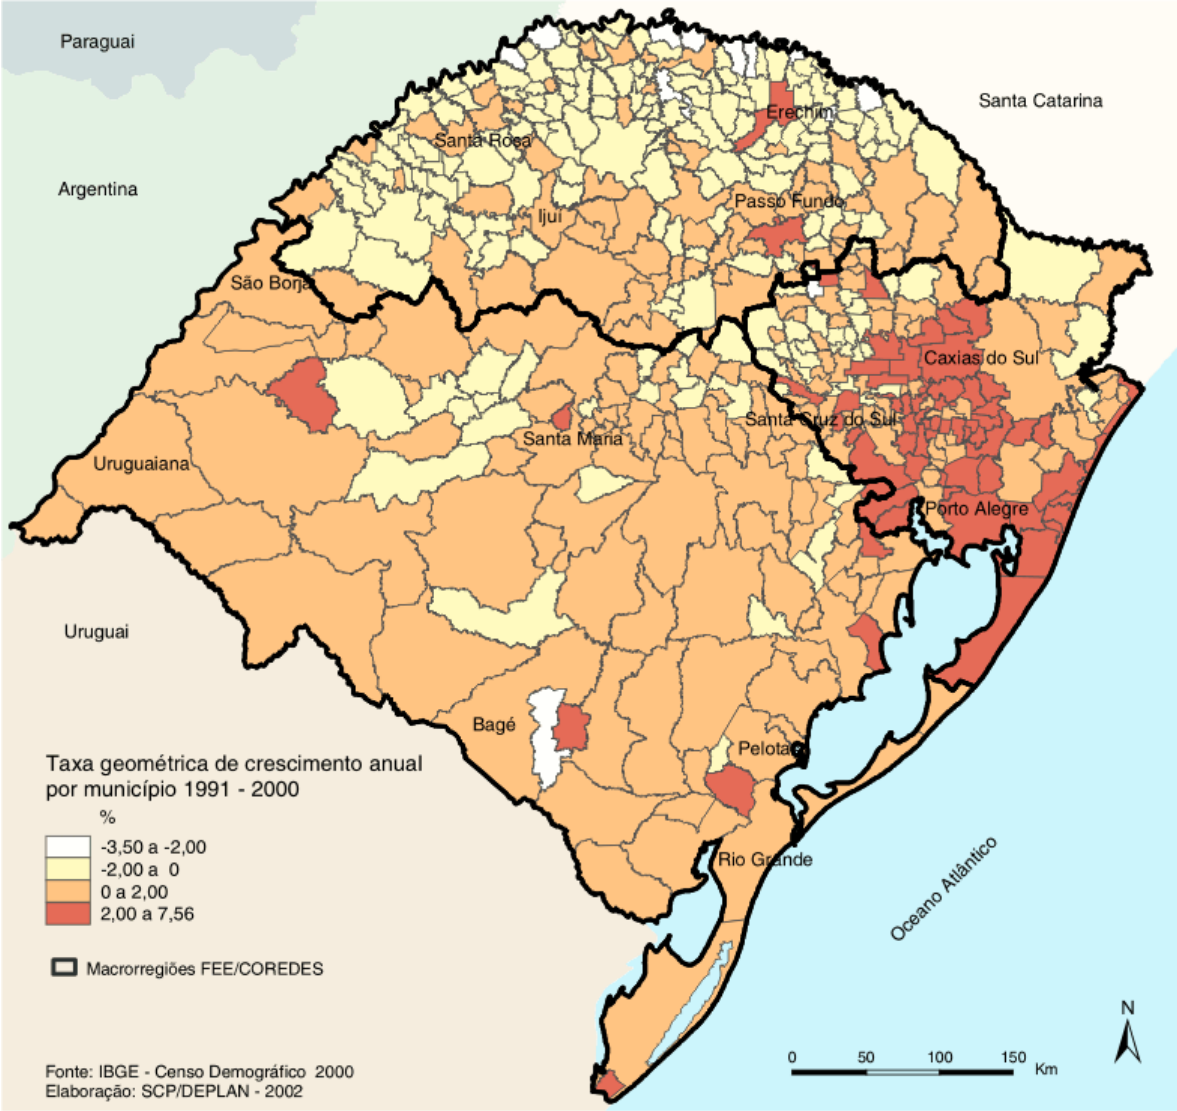 Paraguai
Santa Catarina
Erechim
Santa Rosa
Argentina
Passo Fundo
Ijuí
São Borja
Caxias do Sul
Santa Cruz do Sul
Santa Maria
Uruguaiana
Porto Alegre
Uruguai
Bagé
Pelotas
Taxa geométrica de crescimento anual
por município 1991 - 2000
%
-3,50 a -2,00
-2,00 a 0
0 a 2,00
2,00 a 7,56
Rio Grande
Oceano Atlântico
Macrorregiões FEE/COREDES
N
0 50 100 150
Km
Fonte: IBGE - Censo Demográfico 2000
Elaboração: SCP/DEPLAN - 2002